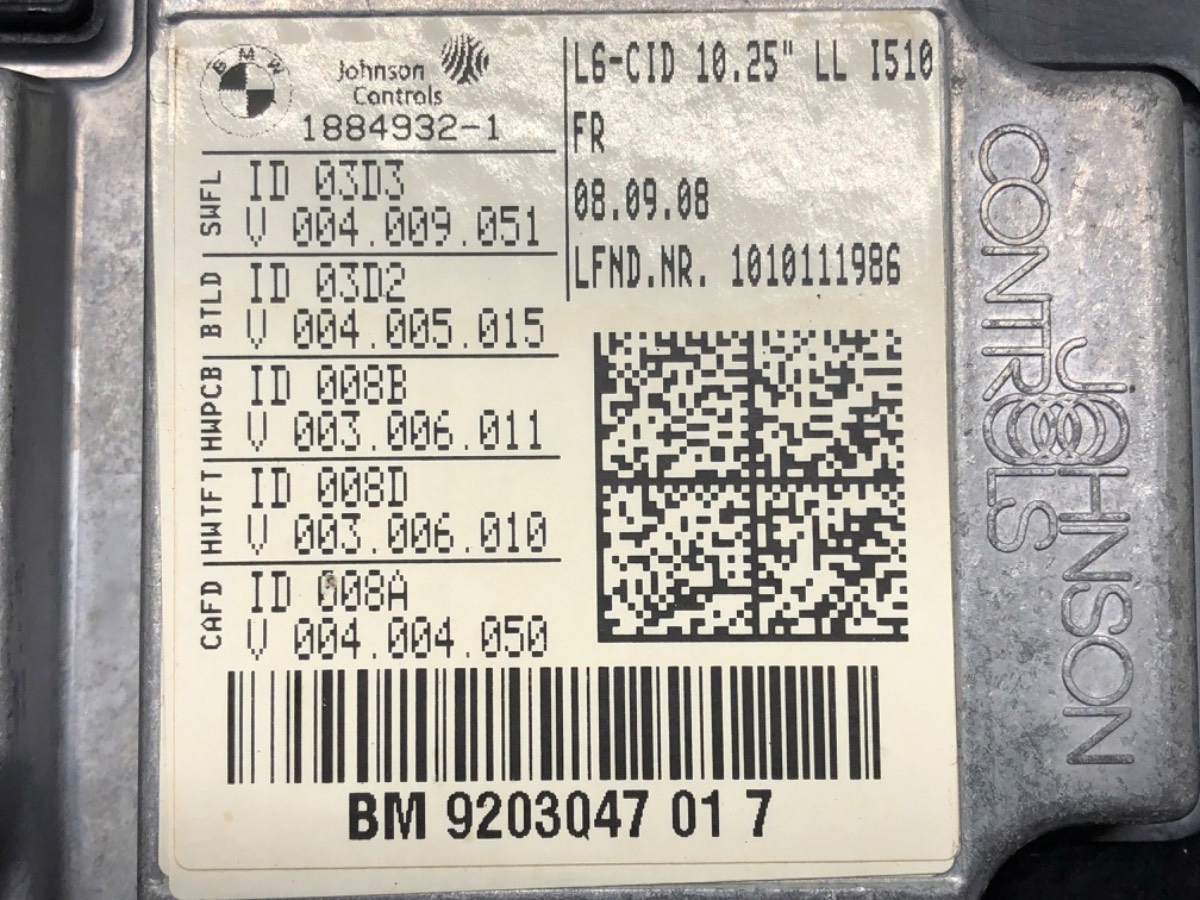 BMW
Johnson
Controls
1884932-1
L6-CID 10.25" LL I510
FR
08.09.08
LFND.NR. 1010111986
SWFL
ID 03D3
V 004.009.051
BTLD
ID 03D2
V 004.005.015
HWPCB
ID 008B
V 003.006.011
HWTFT
ID 008D
V 003.006.010
CAFD
ID 008A
V 004.004.050
BM 9203047 01 7
JOHNSON
CONTROLS